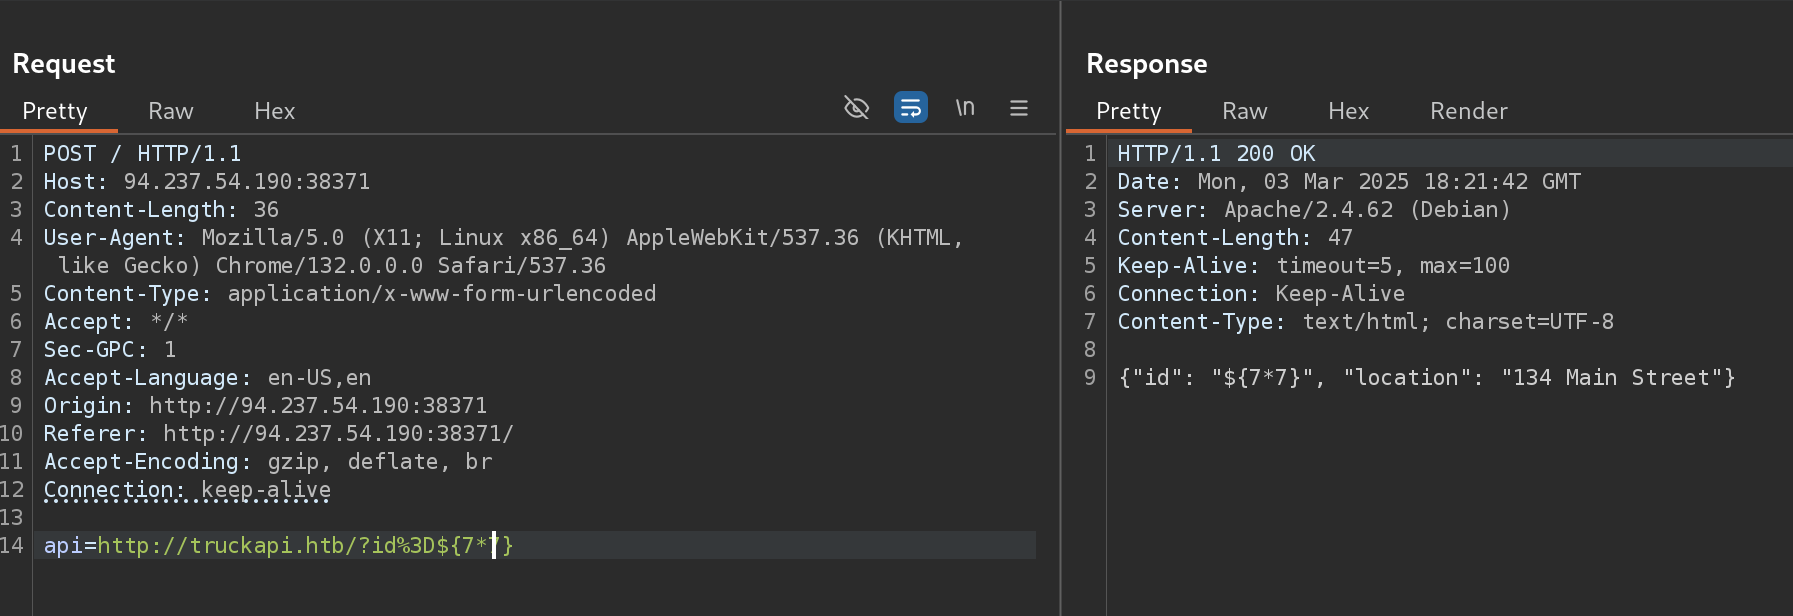 Request
Pretty Raw Hex \n
1 POST / HTTP/1.1
2 Host: 94.237.54.190:38371
3 Content-Length: 36
4 User-Agent: Mozilla/5.0 (X11; Linux x86_64) AppleWebKit/537.36 (KHTML,
like Gecko) Chrome/132.0.0.0 Safari/537.36
5 Content-Type: application/x-www-form-urlencoded
6 Accept: */*
7 Sec-GPC: 1
8 Accept-Language: en-US,en
9 Origin: http://94.237.54.190:38371
10 Referer: http://94.237.54.190:38371/
11 Accept-Encoding: gzip, deflate, br
12 Connection: keep-alive
13
14 api=http://truckapi.htb/?id%3D${7*7}
Response
Pretty Raw Hex Render
1 HTTP/1.1 200 OK
2 Date: Mon, 03 Mar 2025 18:21:42 GMT
3 Server: Apache/2.4.62 (Debian)
4 Content-Length: 47
5 Keep-Alive: timeout=5, max=100
6 Connection: Keep-Alive
7 Content-Type: text/html; charset=UTF-8
8
9 {"id": "${7*7}", "location": "134 Main Street"}